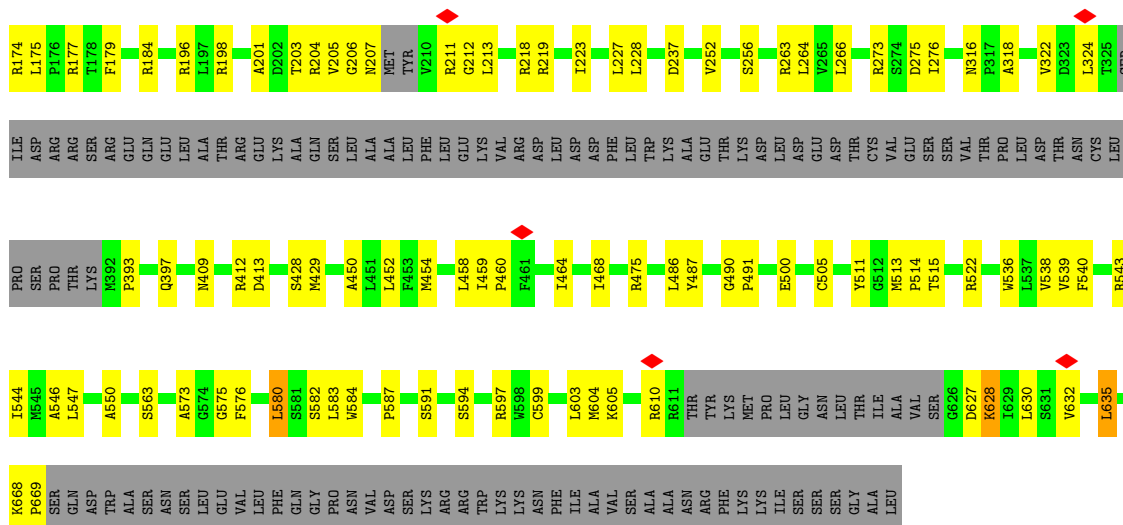 R174 L175 P176 R177 T178 F179 R184 R196 L197 R198 A201 D202 T203 R204 V205 G206 N207 MET TYR V210 R211 G212 L213 R218 R219 I223 L227 L228 D237 V252 S256 R263 L264 V265 L266 R273 S274 D275 I276 N316 P317 A318 V322 D323 L324 T325 SER
ILE ASP ARG ARG SER ARG GLU GLN GLU LEU ALA THR ARG GLU LYS ALA GLN SER LEU ALA ALA LEU PHE LEU GLU LYS VAL ARG ASP LEU ASP ASP PHE LEU TRP LYS ALA GLU THR LYS ASP LEU ASP GLU ASP THR CYS VAL GLU SER SER VAL THR PRO LEU ASP THR ASN CYS LEU
PRO SER PRO THR LYS M392 P393 Q397 N409 R412 D413 S428 M429 A450 L451 L452 F453 M454 L458 I459 P460 F461 I464 I468 R475 L486 Y487 G490 P491 E500 C505 Y511 G512 M513 P514 T515 R522 W536 L537 V538 V539 F540 R543
I544 M545 A546 L547 A550 S563 A573 G574 G575 F576 L580 S581 S582 L583 W584 P587 S591 S594 R597 W598 C599 L603 M604 K605 R610 R611 THR TYR LYS MET PRO LEU GLY ASN LEU THR ILE ALA VAL SER G626 D627 K628 I629 L630 S631 V632 L635
K668 P669 SER GLN ASP TRP ALA SER ASN SER LEU GLU VAL LEU PHE GLN GLY PRO ASN VAL ASP SER LYS ARG ARG TRP LYS LYS ASN PHE ILE ALA VAL SER ALA ALA ASN ARG PHE LYS LYS ILE SER SER SER GLY ALA LEU